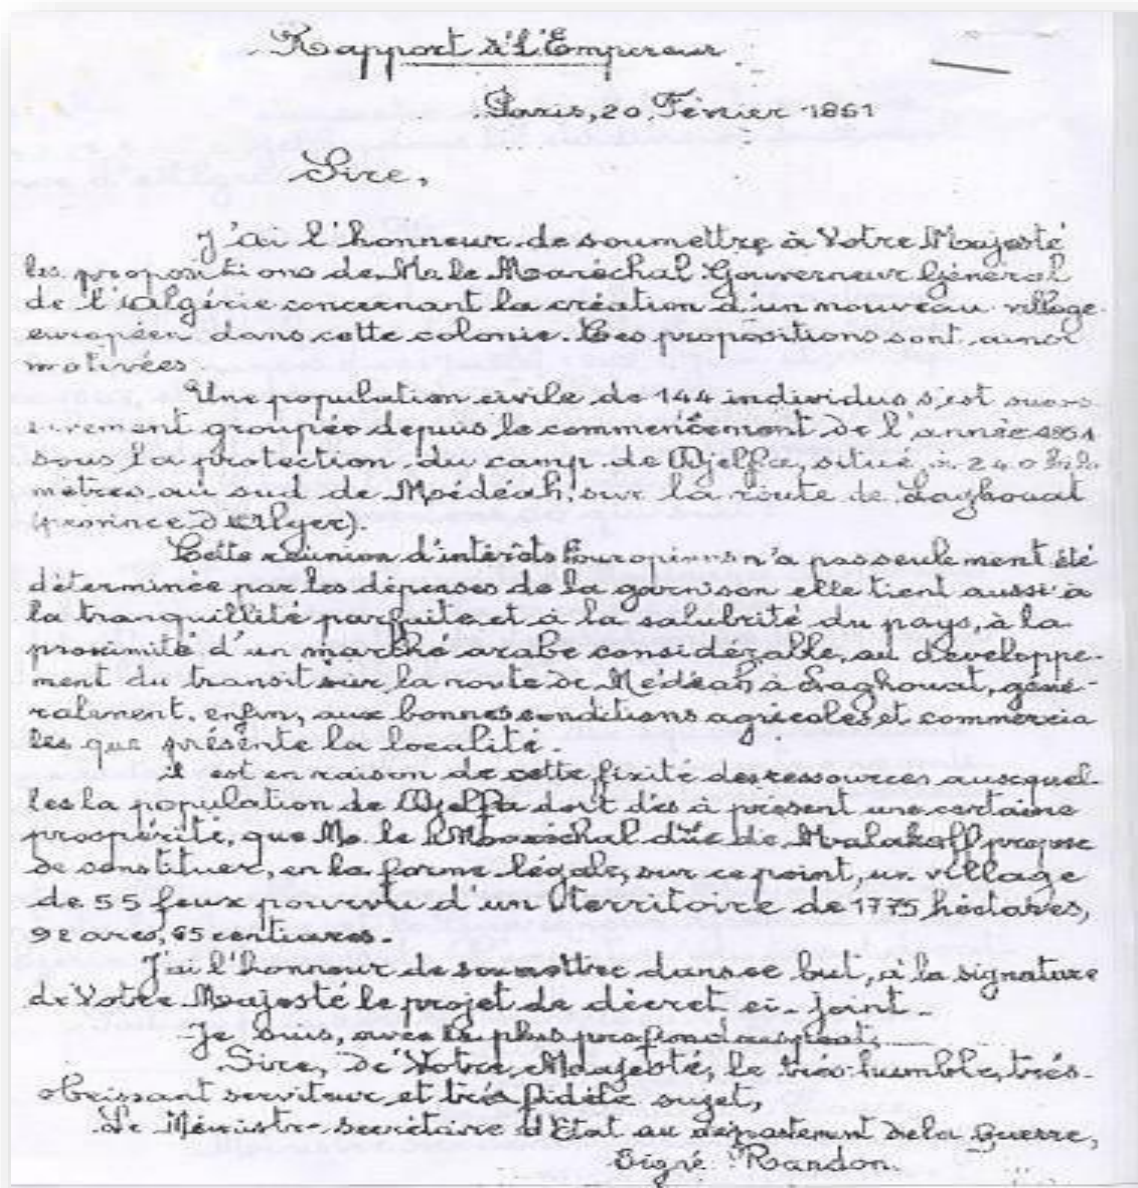 Rapport à l'Empereur
Paris, 20 Février 1861
Sire,
J'ai l'honneur de soumettre à Votre Majesté
les propositions de M. le Maréchal Gouverneur Général
de l'Algérie concernant la création d'un nouveau village
européen dans cette colonie. Ces propositions sont ainsi
motivées
Une population civile de 144 individus s'est succes
sivement groupée depuis le commencement de l'année
sous la protection du camp de Djelfa, situé à 240 kilo
mètres au sud de Médéah, sur la route de Laghouat
(province d'Alger).
Cette réunion d'intérêts Européens n'a pas seulement été
déterminée par les dépenses de la garnison elle tient aussi à
la tranquillité parfaite et à la salubrité du pays, à la
proximité d'un marché arabe considérable, au développe-
ment du transit sur la route de Médéah à Laghouat, géné-
ralement, enfin, aux bonnes conditions agricoles et commercia
les que présente la localité.
il est en raison de cette fixité des ressources auxquel-
les la population de Djelfa doit dès à présent une certaine
prospérité, que M. le Maréchal duc de Malakoff propose
de constituer, en la forme légale, sur ce point, un village
de 55 feux pourvu d'un territoire de 1775 héctares,
92 ares, centiares.
J'ai l'honneur de soumettre dans ce but, à la signature
de Votre Majesté le projet de décret ci-joint.
Je suis, avec le plus profond respect,
Sire, de Votre Majesté, le très humble, très-
obeissant serviteur et très fidèle sujet,
Le Ministre-secrétaire d'Etat au département de la Guerre,
Signé : Randon.